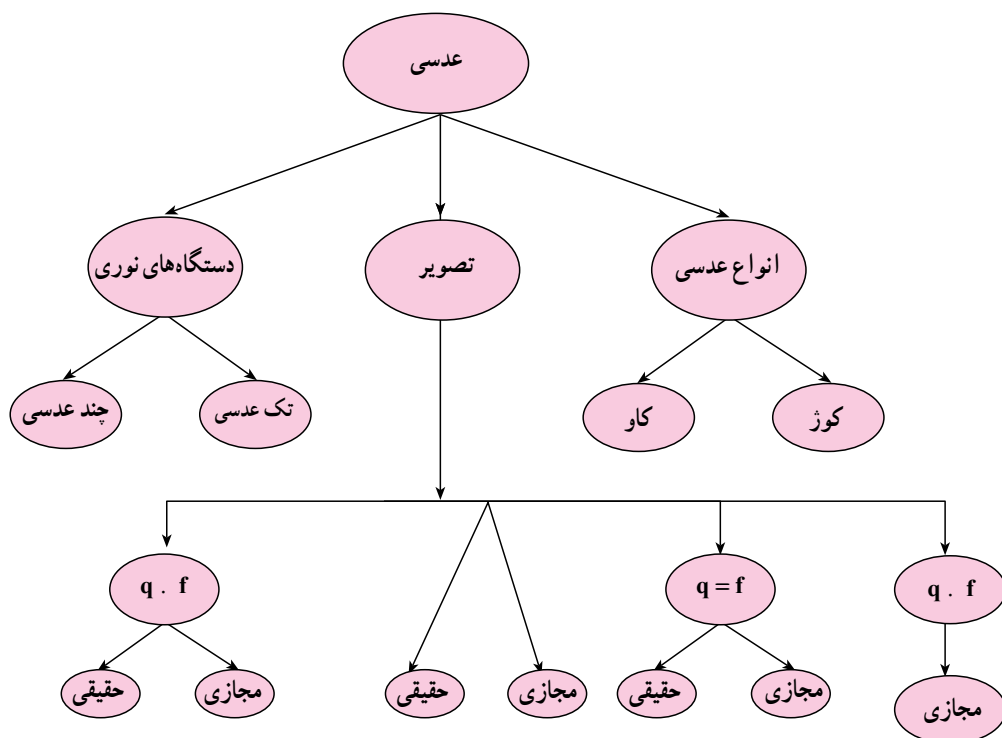 عدسی
انواع عدسی
تصویر
دستگاه‌های نوری
کوژ
کاو
تک عدسی
چند عدسی
q . f
q = f
q . f
مجازی
مجازی
حقیقی
مجازی
حقیقی
مجازی
حقیقی